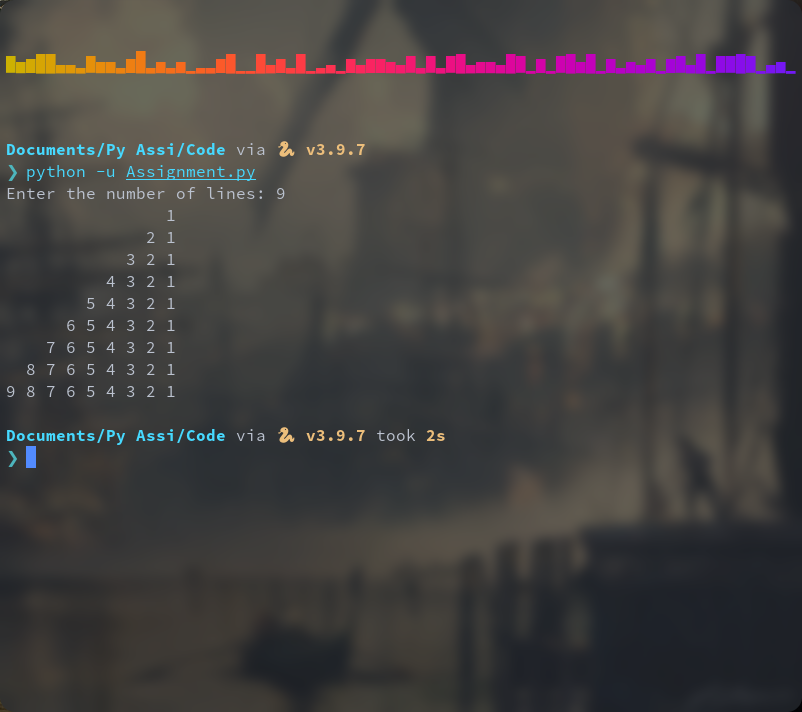 Documents/Py Assi/Code via 🐍 v3.9.7
❯ python -u Assignment.py
Enter the number of lines: 9
                1
              2 1
            3 2 1
          4 3 2 1
        5 4 3 2 1
      6 5 4 3 2 1
    7 6 5 4 3 2 1
  8 7 6 5 4 3 2 1
9 8 7 6 5 4 3 2 1
Documents/Py Assi/Code via 🐍 v3.9.7 took 2s
❯